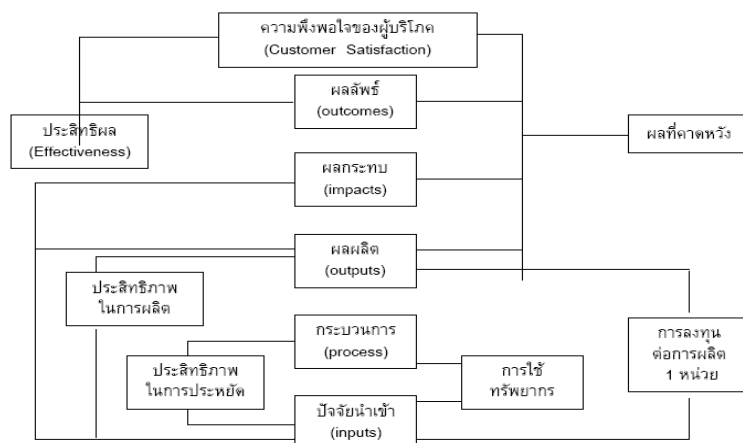 ความพึงพอใจของผู้บริโภค
(Customer Satisfaction)
ผลลัพธ์
(outcomes)
ประสิทธิผล
(Effectiveness)
ผลที่คาดหวัง
ผลกระทบ
(impacts)
ผลผลิต
(outputs)
ประสิทธิภาพ
ในการผลิต
กระบวนการ
(process)
การลงทุน
ต่อการผลิต
1 หน่วย
ประสิทธิภาพ
ในการประหยัด
การใช้
ทรัพยากร
ปัจจัยนำเข้า
(inputs)